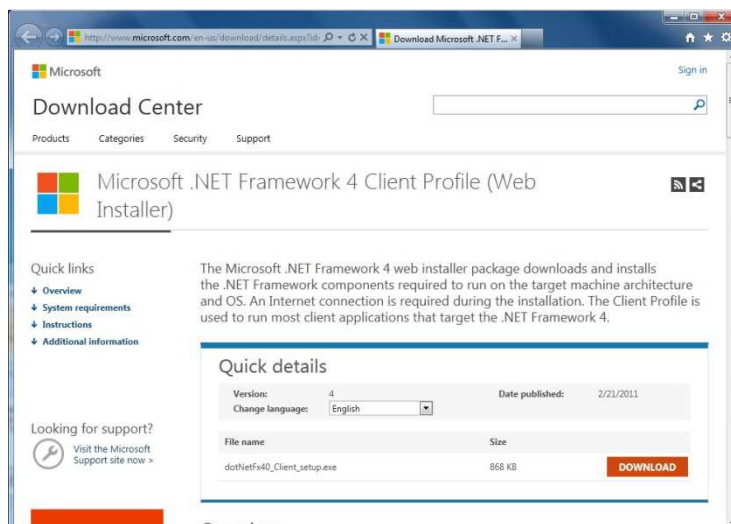 http://www.microsoft.com/en-us/download/details.aspx?id=
Download Microsoft .NET F...
Microsoft
Sign in
Download Center
Products Categories Security Support
Microsoft .NET Framework 4 Client Profile (Web
Installer)
Quick links
Overview
System requirements
Instructions
Additional information
The Microsoft .NET Framework 4 web installer package downloads and installs
the .NET Framework components required to run on the target machine architecture
and OS. An Internet connection is required during the installation. The Client Profile is
used to run most client applications that target the .NET Framework 4.
Quick details
Version: 4 Date published: 2/21/2011
Change language: English
File name Size
dotNetFx40_Client_setup.exe 868 KB DOWNLOAD
Looking for support?
Visit the Microsoft
Support site now >